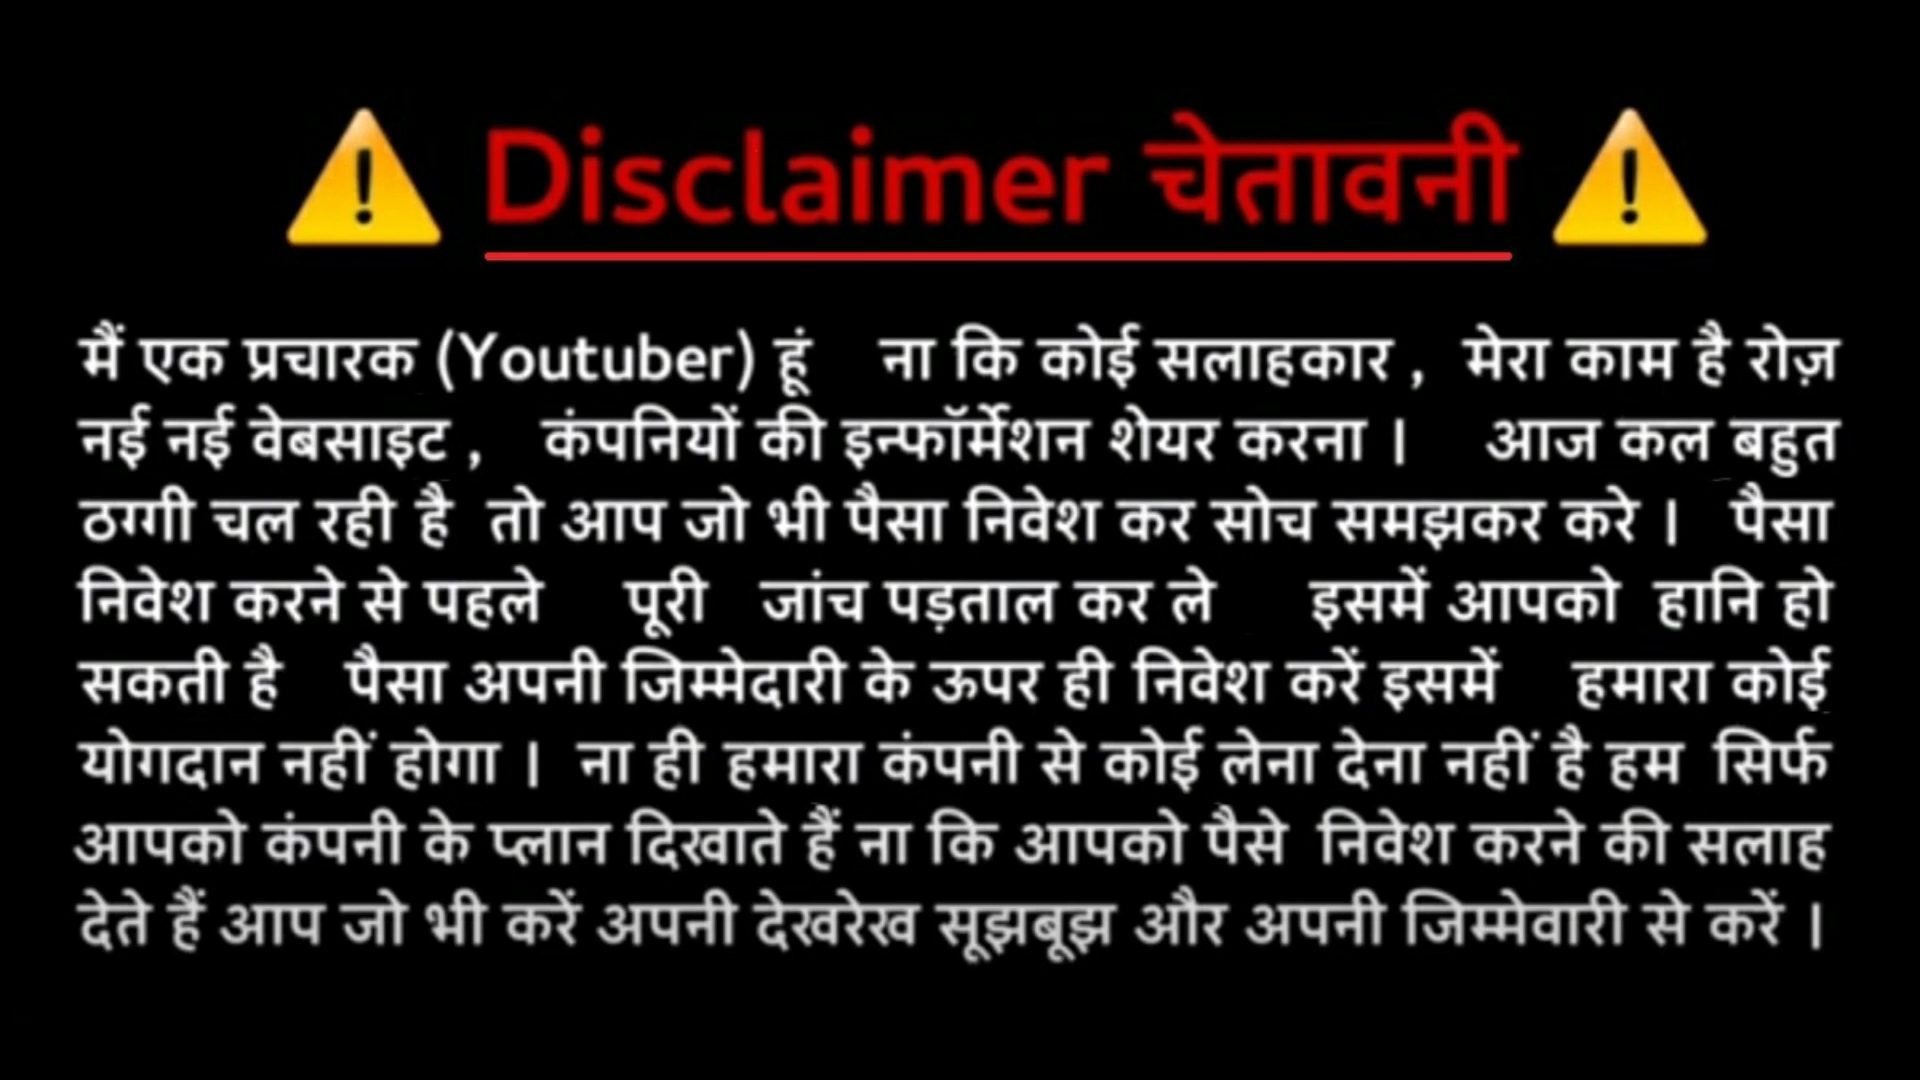 Disclaimer चेतावनी
मैं एक प्रचारक (Youtuber) हूं ना कि कोई सलाहकार , मेरा काम है रोज़
नई नई वेबसाइट , कंपनियों की इन्फॉर्मेशन शेयर करना । आज कल बहुत
ठग्गी चल रही है तो आप जो भी पैसा निवेश कर सोच समझकर करे । पैसा
निवेश करने से पहले पूरी जांच पड़ताल कर ले इसमें आपको हानि हो
सकती है पैसा अपनी जिम्मेदारी के ऊपर ही निवेश करें इसमें हमारा कोई
योगदान नहीं होगा । ना ही हमारा कंपनी से कोई लेना देना नहीं है हम सिर्फ
आपको कंपनी के प्लान दिखाते हैं ना कि आपको पैसे निवेश करने की सलाह
देते हैं आप जो भी करें अपनी देखरेख सूझबूझ और अपनी जिम्मेवारी से करें ।